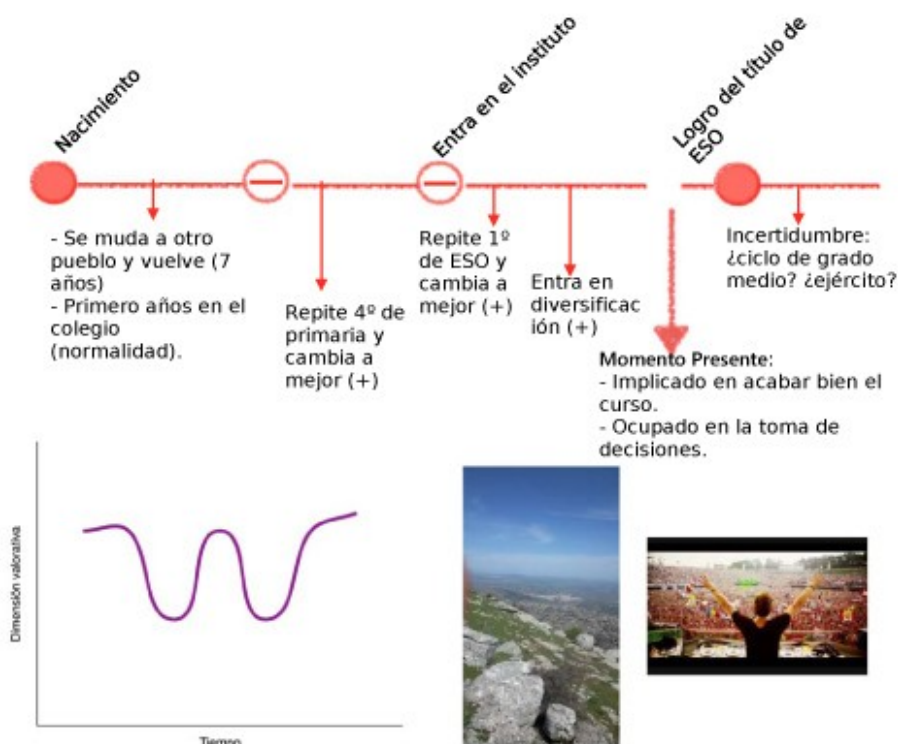 Nacimiento
Entra en el instituto
Logro del título de
ESO
- Se muda a otro
pueblo y vuelve (7
años)
- Primero años en el
colegio
(normalidad).
Repite 4º de
primaria y
cambia a
mejor (+)
Repite 1º
de ESO y
cambia a
mejor (+)
Entra en
diversificac
ión (+)
Incertidumbre:
¿ciclo de grado
medio? ¿ejército?
Momento Presente:
- Implicado en acabar bien el
curso.
- Ocupado en la toma de
decisiones.
Dimensión valorativa
Tiempo